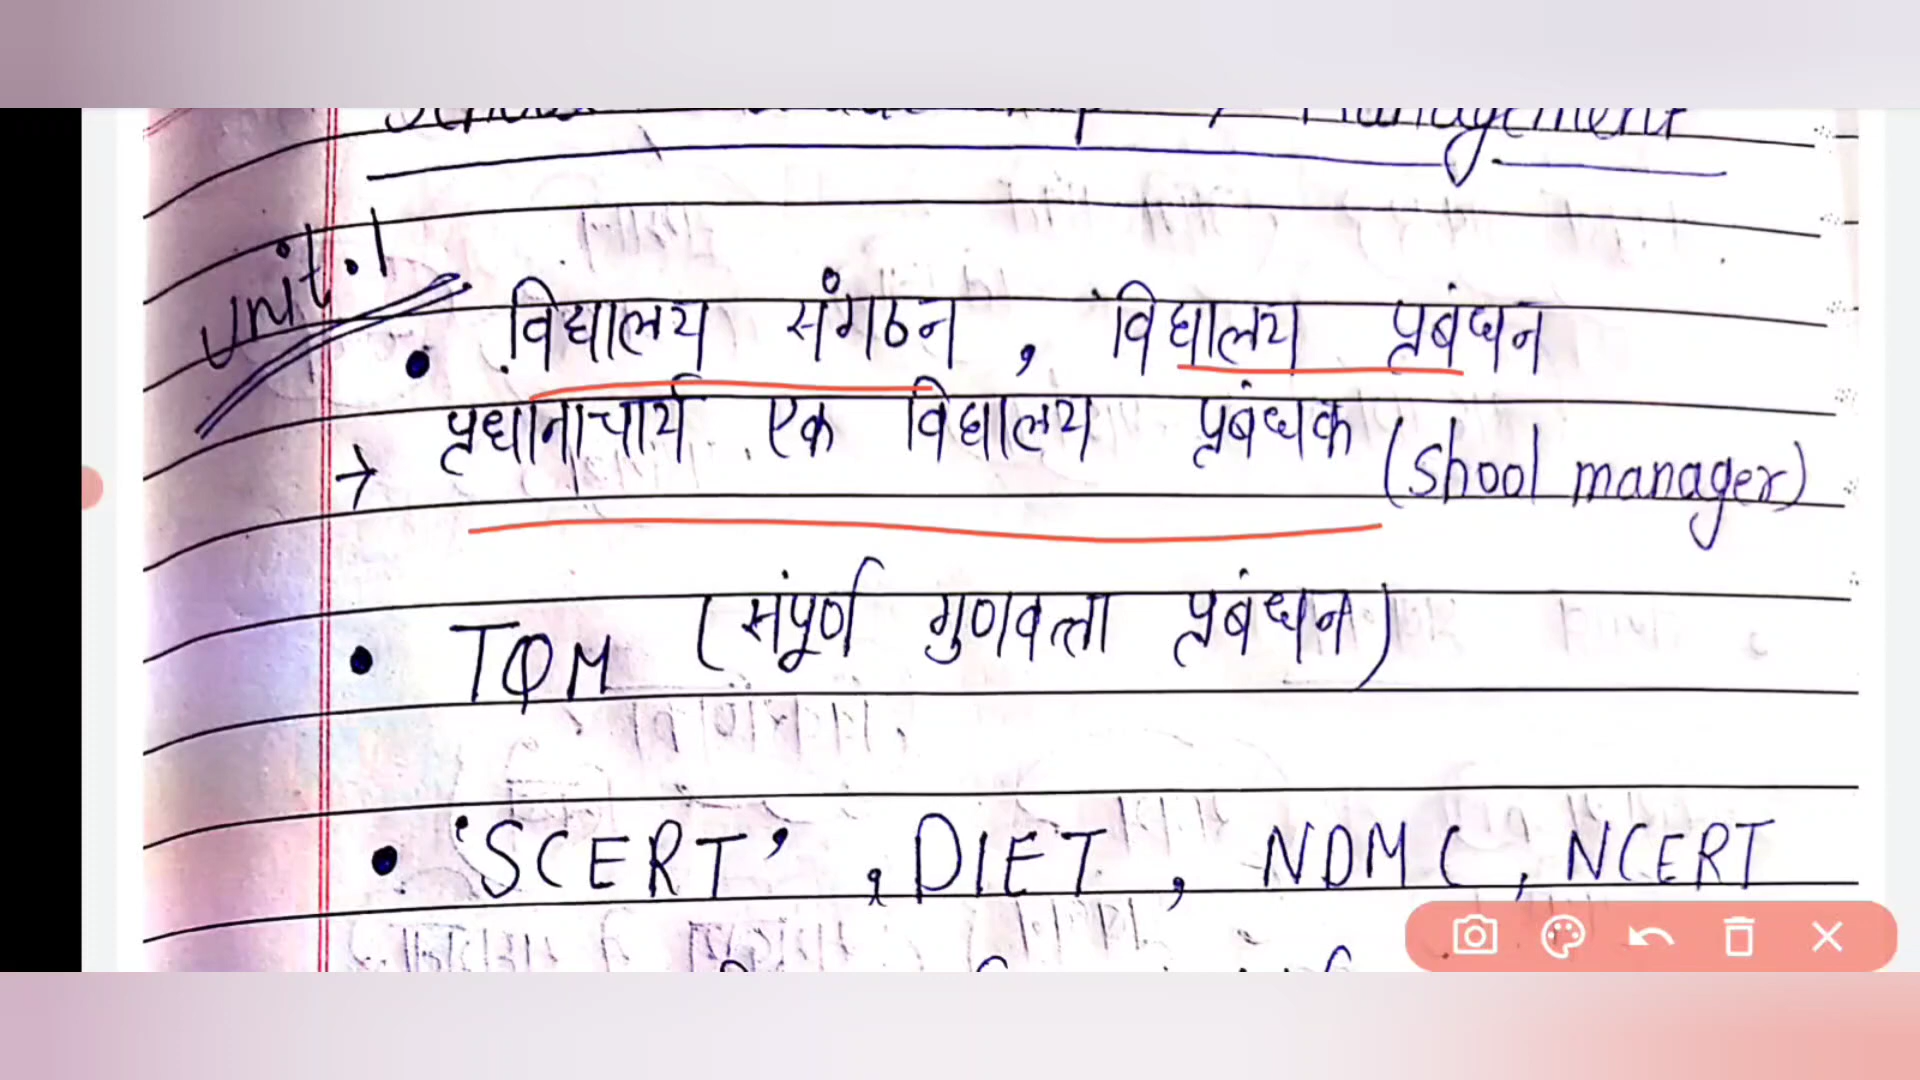 Management
Unit.1
• विद्यालय संगठन , विद्यालय प्रबंधन
→ प्रधानाचार्य एक विद्यालय प्रबंधक (Shool manager)
• TQM (संपूर्ण गुणवत्ता प्रबंधन)
• 'SCERT' , DIET , NDMC , NCERT